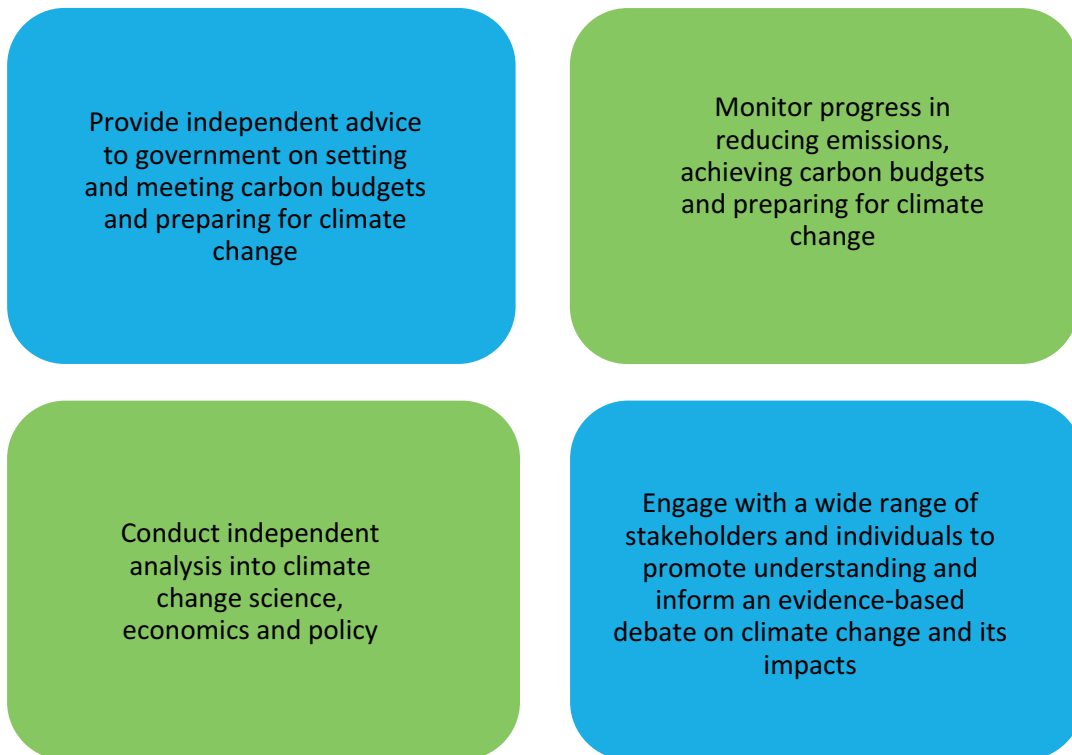 Provide independent advice
to government on setting
and meeting carbon budgets
and preparing for climate
change
Monitor progress in
reducing emissions,
achieving carbon budgets
and preparing for climate
change
Conduct independent
analysis into climate
change science,
economics and policy
Engage with a wide range of
stakeholders and individuals to
promote understanding and
inform an evidence-based
debate on climate change and its
impacts